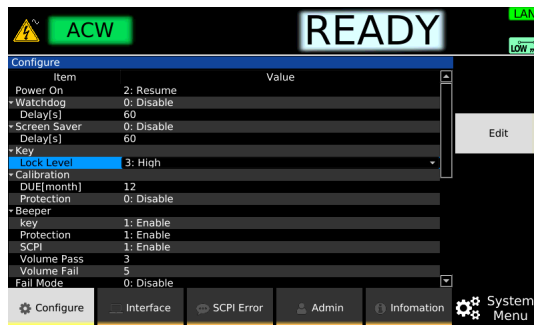 ACW
READY
LAN
LOW
Configure
Item Value
Power On 2: Resume
Watchdog 0: Disable
Delay[s] 60
Screen Saver 0: Disable
Delay[s] 60
Key
Lock Level 3: High
Calibration
DUE[month] 12
Protection 0: Disable
Beeper
key 1: Enable
Protection 1: Enable
SCPI 1: Enable
Volume Pass 3
Volume Fail 5
Fail Mode 0: Disable
Edit
Configure Interface SCPI Error Admin Infomation
System
Menu